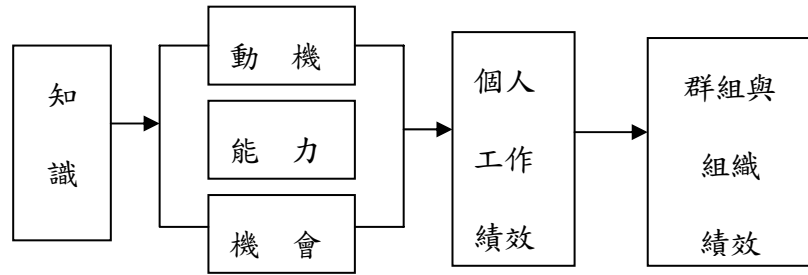 知
識
動 機
能 力
機 會
個人
工作
績效
群組與
組織
績效